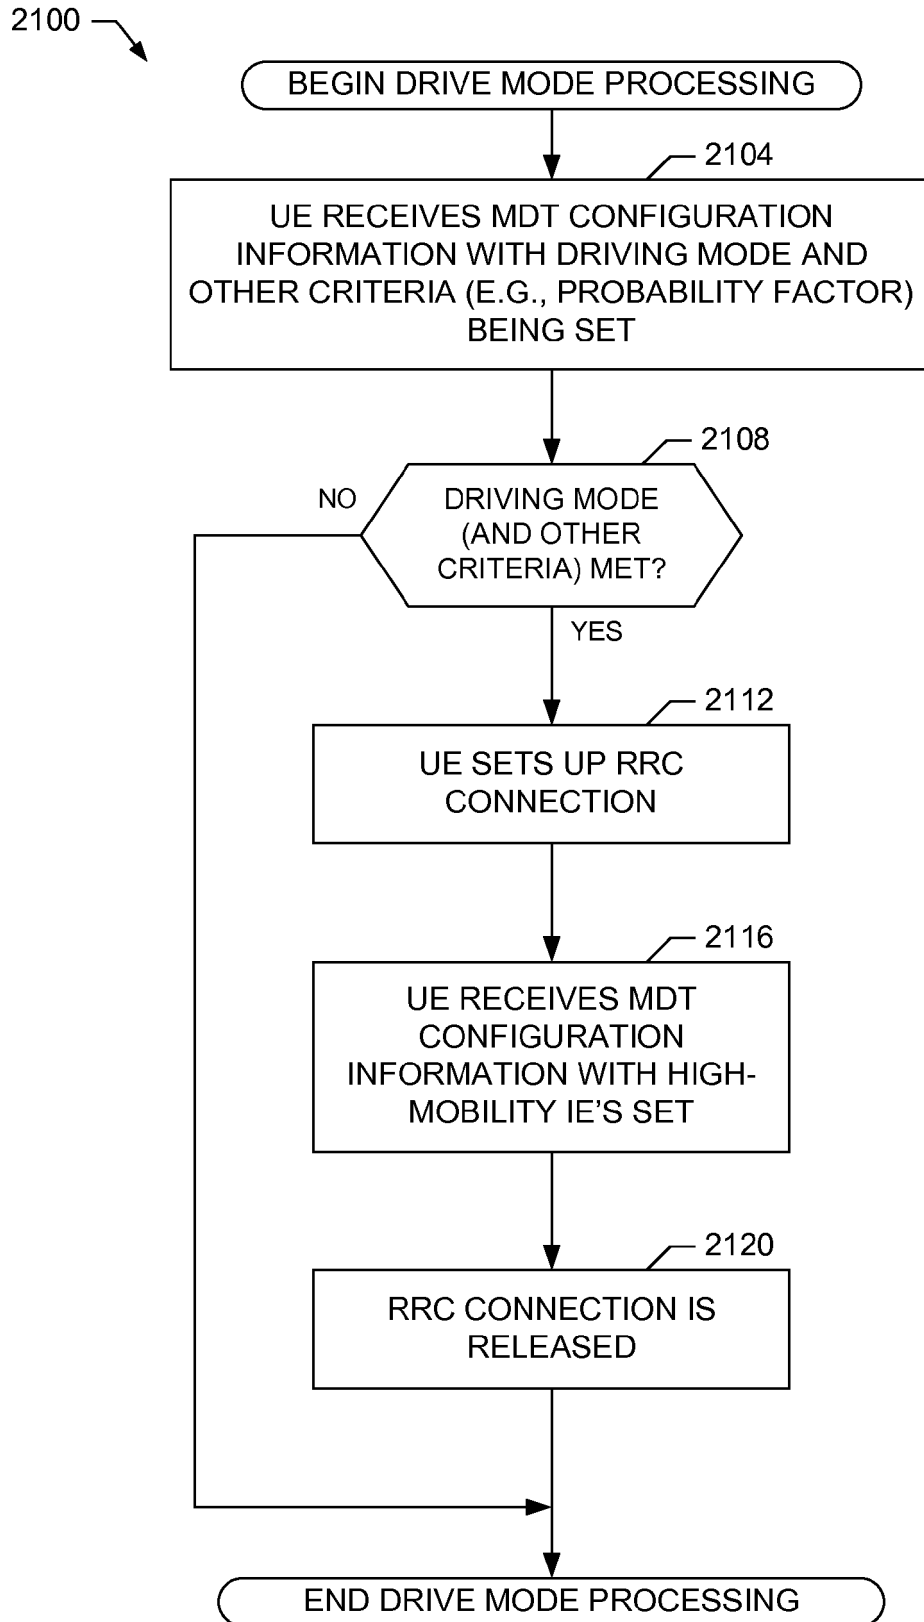 2100
BEGIN DRIVE MODE PROCESSING
2104
UE RECEIVES MDT CONFIGURATION
INFORMATION WITH DRIVING MODE AND
OTHER CRITERIA (E.G., PROBABILITY FACTOR)
BEING SET
2108
NO
DRIVING MODE
(AND OTHER
CRITERIA) MET?
YES
2112
UE SETS UP RRC
CONNECTION
2116
UE RECEIVES MDT
CONFIGURATION
INFORMATION WITH HIGH-
MOBILITY IE'S SET
2120
RRC CONNECTION IS
RELEASED
END DRIVE MODE PROCESSING